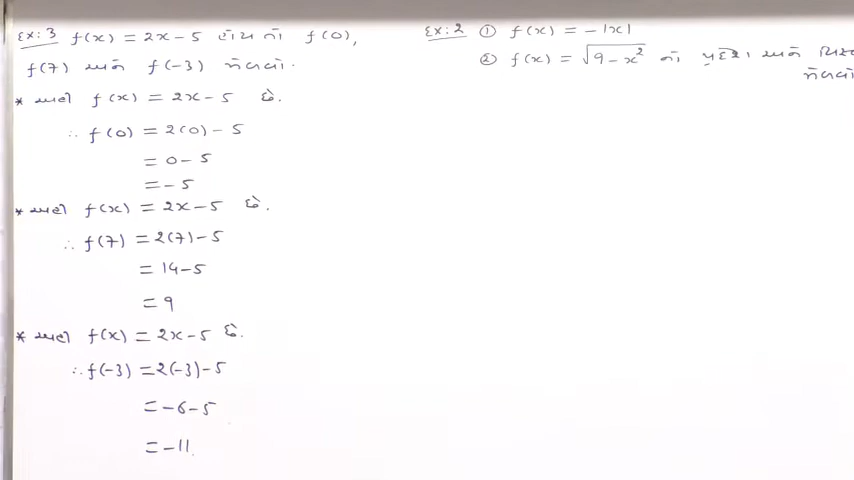 Ex: 3 f(x) = 2x - 5 હોય તો f(0),
f(7) અને f(-3) મેળવો.
* અહીં f(x) = 2x - 5 છે.
∴ f(0) = 2(0) - 5
= 0 - 5
= - 5
* અહીં f(x) = 2x - 5 છે.
∴ f(7) = 2(7) - 5
= 14 - 5
= 9
* અહીં f(x) = 2x - 5 છે.
∴ f(-3) = 2(-3) - 5
= -6 - 5
= -11
Ex: 2 ① f(x) = -|x|
② f(x) = √(9 - x²) નો પ્રદેશ અને વિસ્તાર
મેળવો